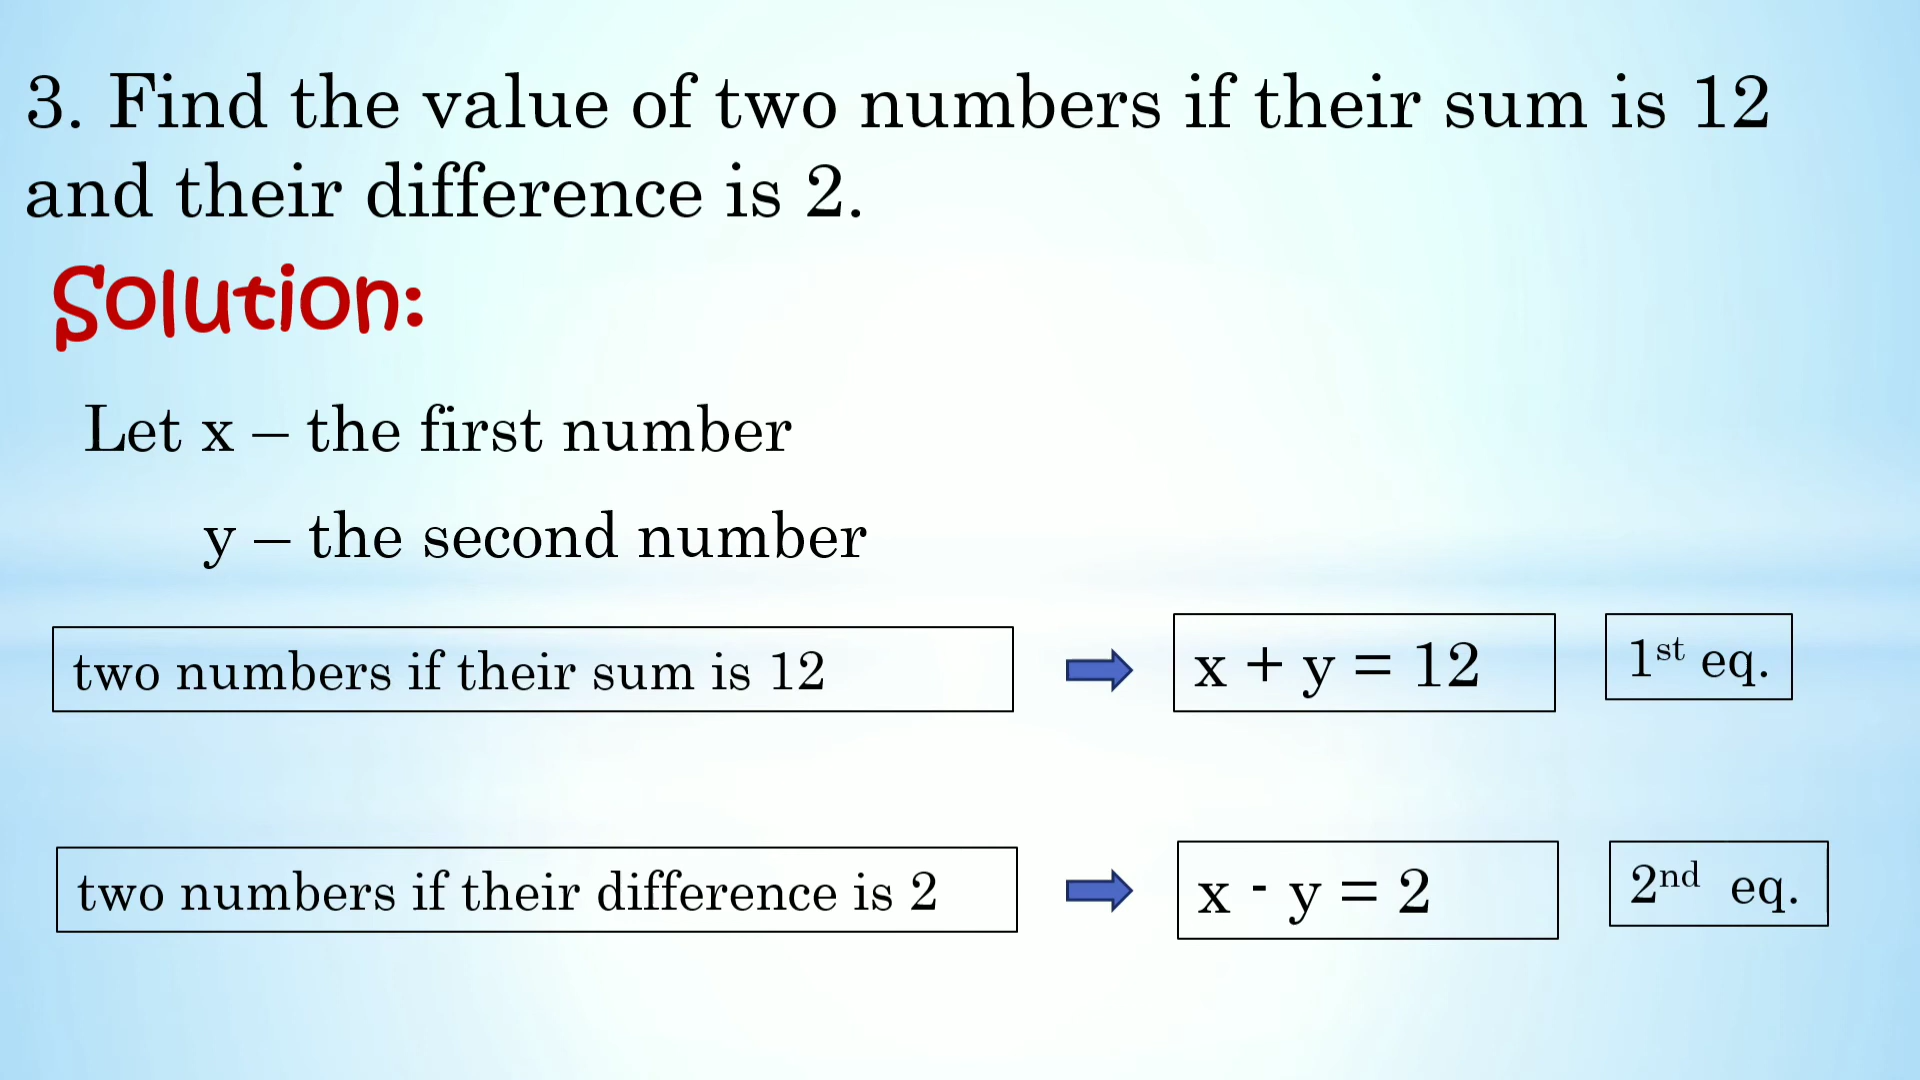 3. Find the value of two numbers if their sum is 12
and their difference is 2.
Solution:
Let x – the first number
y – the second number
two numbers if their sum is 12
x + y = 12
1st eq.
two numbers if their difference is 2
x - y = 2
2nd eq.